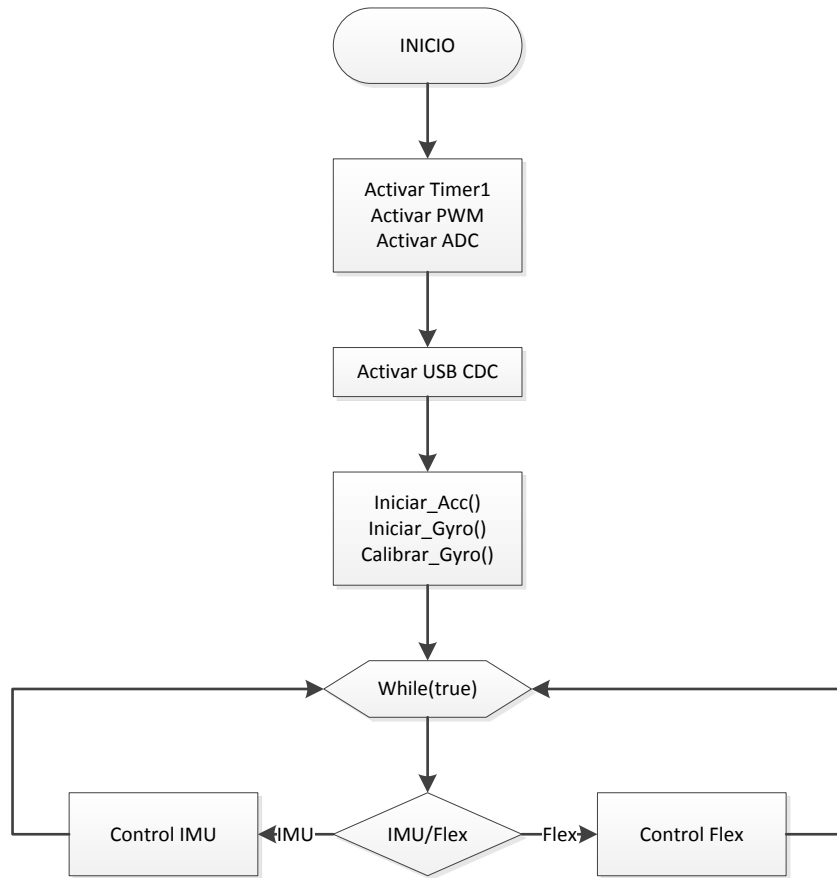 INICIO
Activar Timer1
Activar PWM
Activar ADC
Activar USB CDC
Iniciar_Acc()
Iniciar_Gyro()
Calibrar_Gyro()
While(true)
Control IMU
IMU
IMU/Flex
Flex
Control Flex